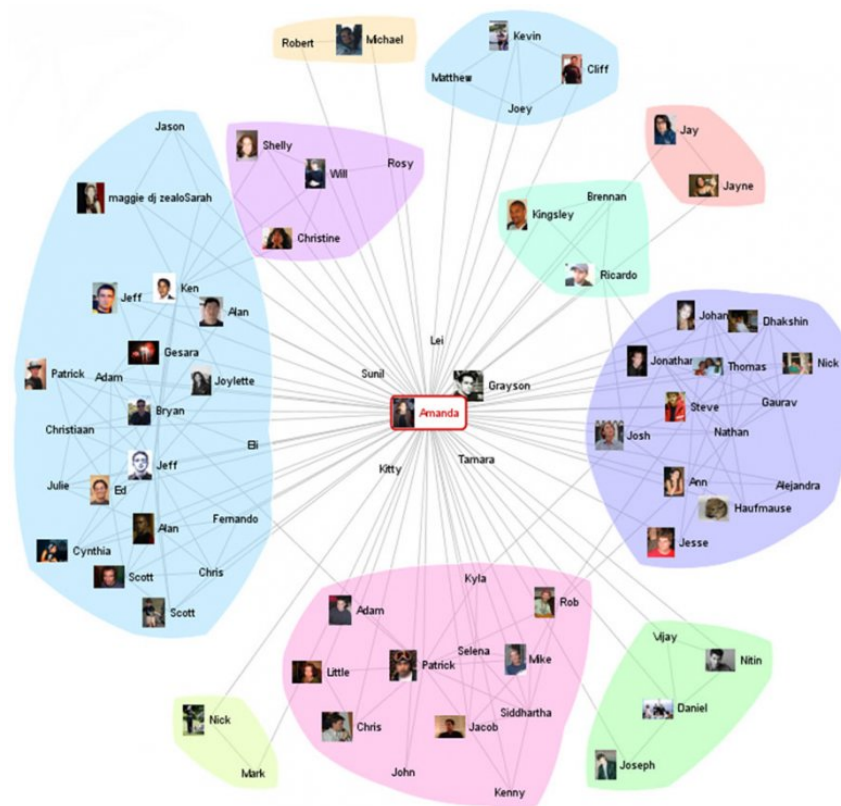 Robert
Michael
Kevin
Cliff
Matthew
Joey
Jason
Shelly
Will
Rosy
Jay
Jayne
maggie dj zealoSarah
Christine
Kingsley
Brennan
Ricardo
Jeff
Ken
Alan
Johan
Dhakshin
Lei
Gesara
Jonathan
Thomas
Nick
Patrick
Adam
Joylette
Sunil
Grayson
Steve
Gaurav
Bryan
Amanda
Christiaan
Josh
Nathan
Eli
Jeff
Kitty
Tamara
Julie
Ed
Ann
Alejandra
Haufmause
Fernando
Alan
Cynthia
Jesse
Scott
Chris
Kyla
Scott
Adam
Rob
Vijay
Selena
Nitin
Little
Patrick
Mike
Daniel
Siddhartha
Nick
Chris
Jacob
Mark
John
Joseph
Kenny